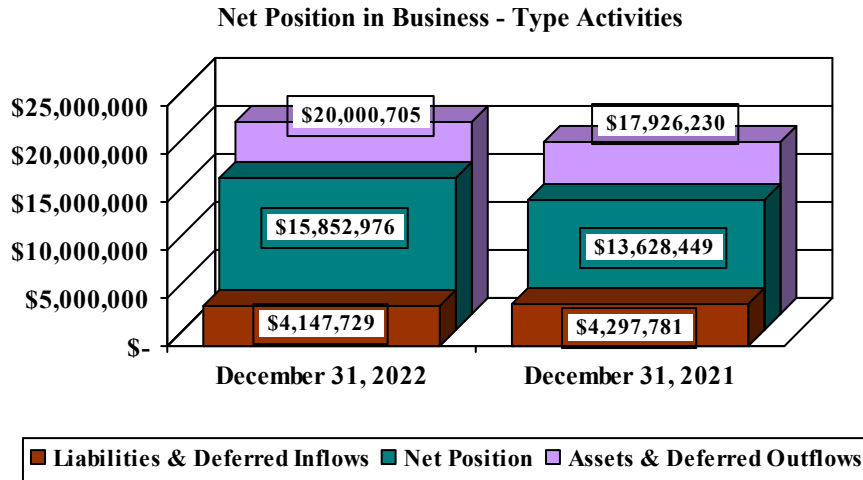 Net Position in Business - Type Activities
$25,000,000
$20,000,000
$15,000,000
$10,000,000
$5,000,000
$-
$20,000,705
$17,926,230
$15,852,976
$13,628,449
$4,147,729
$4,297,781
December 31, 2022
December 31, 2021
Liabilities & Deferred Inflows
Net Position
Assets & Deferred Outflows